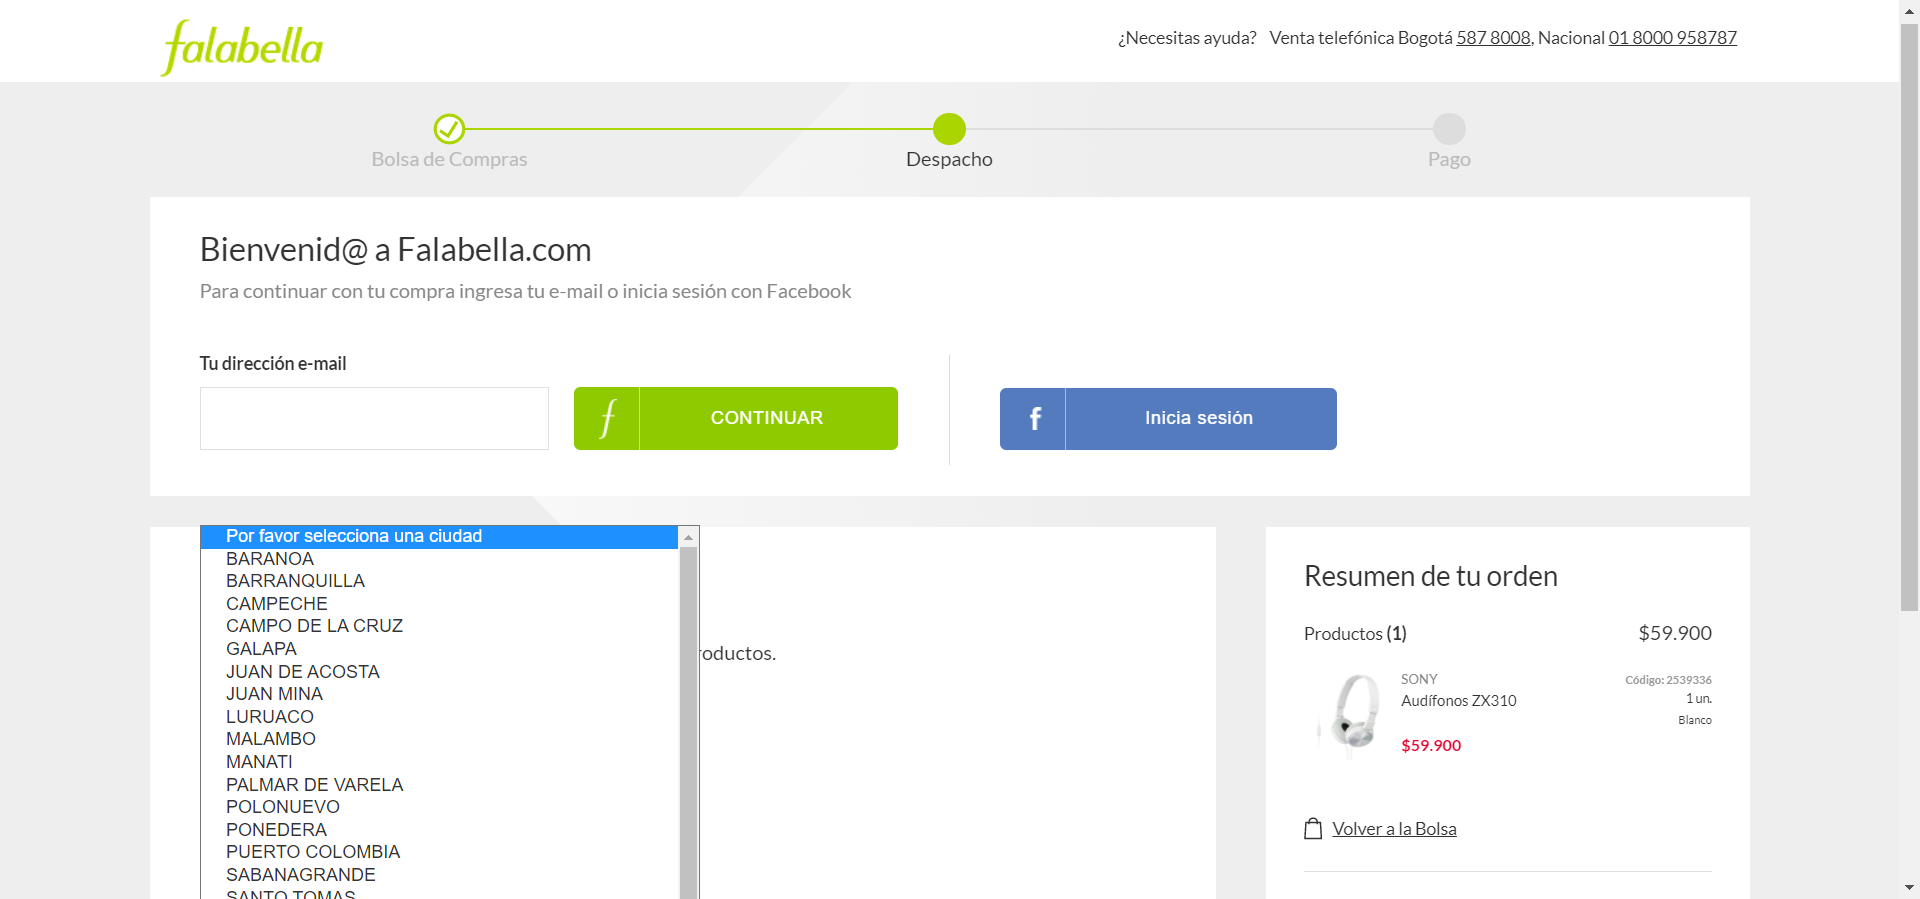 falabella
¿Necesitas ayuda? Venta telefónica Bogotá 587 8008, Nacional 01 8000 958787
Bolsa de Compras
Despacho
Pago
Bienvenid@ a Falabella.com
Para continuar con tu compra ingresa tu e-mail o inicia sesión con Facebook
Tu dirección e-mail
f CONTINUAR
f Inicia sesión
Por favor selecciona una ciudad
BARANOA
BARRANQUILLA
CAMPECHE
CAMPO DE LA CRUZ
GALAPA
JUAN DE ACOSTA
JUAN MINA
LURUACO
MALAMBO
MANATI
PALMAR DE VARELA
POLONUEVO
PONEDERA
PUERTO COLOMBIA
SABANAGRANDE
SANTO TOMAS
roductos.
Resumen de tu orden
Productos (1) $59.900
SONY Código: 2539336
Audífonos ZX310 1 un.
Blanco
$59.900
Volver a la Bolsa